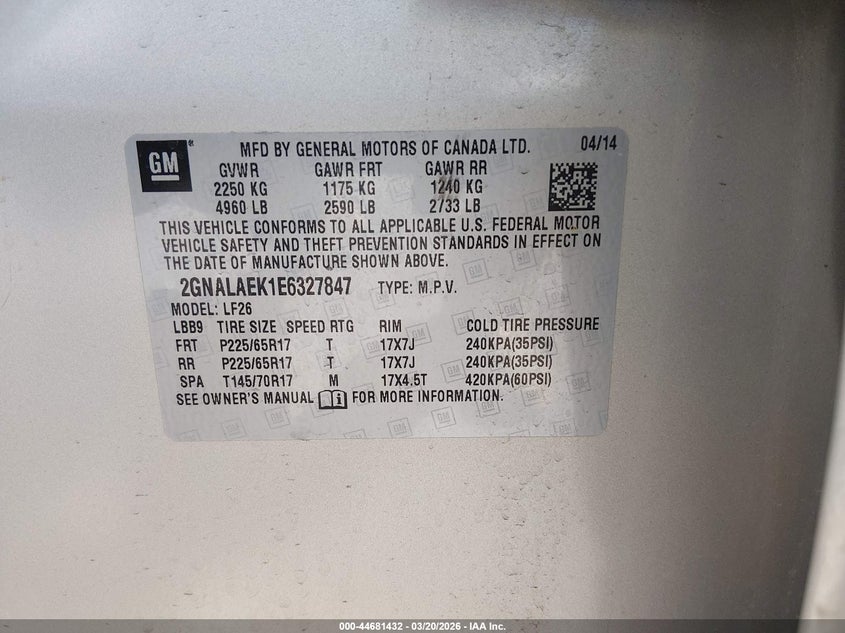 GM
MFD BY GENERAL MOTORS OF CANADA LTD. 04/14
GVWR GAWR FRT GAWR RR
2250 KG 1175 KG 1240 KG
4960 LB 2590 LB 2733 LB
THIS VEHICLE CONFORMS TO ALL APPLICABLE U.S. FEDERAL MOTOR
VEHICLE SAFETY AND THEFT PREVENTION STANDARDS IN EFFECT ON
THE DATE OF MANUFACTURE SHOWN ABOVE.
2GNALAEK1E6327847 TYPE: M.P.V.
MODEL: LF26
LBB9 TIRE SIZE SPEED RTG RIM COLD TIRE PRESSURE
FRT P225/65R17 T 17X7J 240KPA(35PSI)
RR P225/65R17 T 17X7J 240KPA(35PSI)
SPA T145/70R17 M 17X4.5T 420KPA(60PSI)
SEE OWNER'S MANUAL FOR MORE INFORMATION.
000-44681432 — 03/20/2026 — IAA Inc.